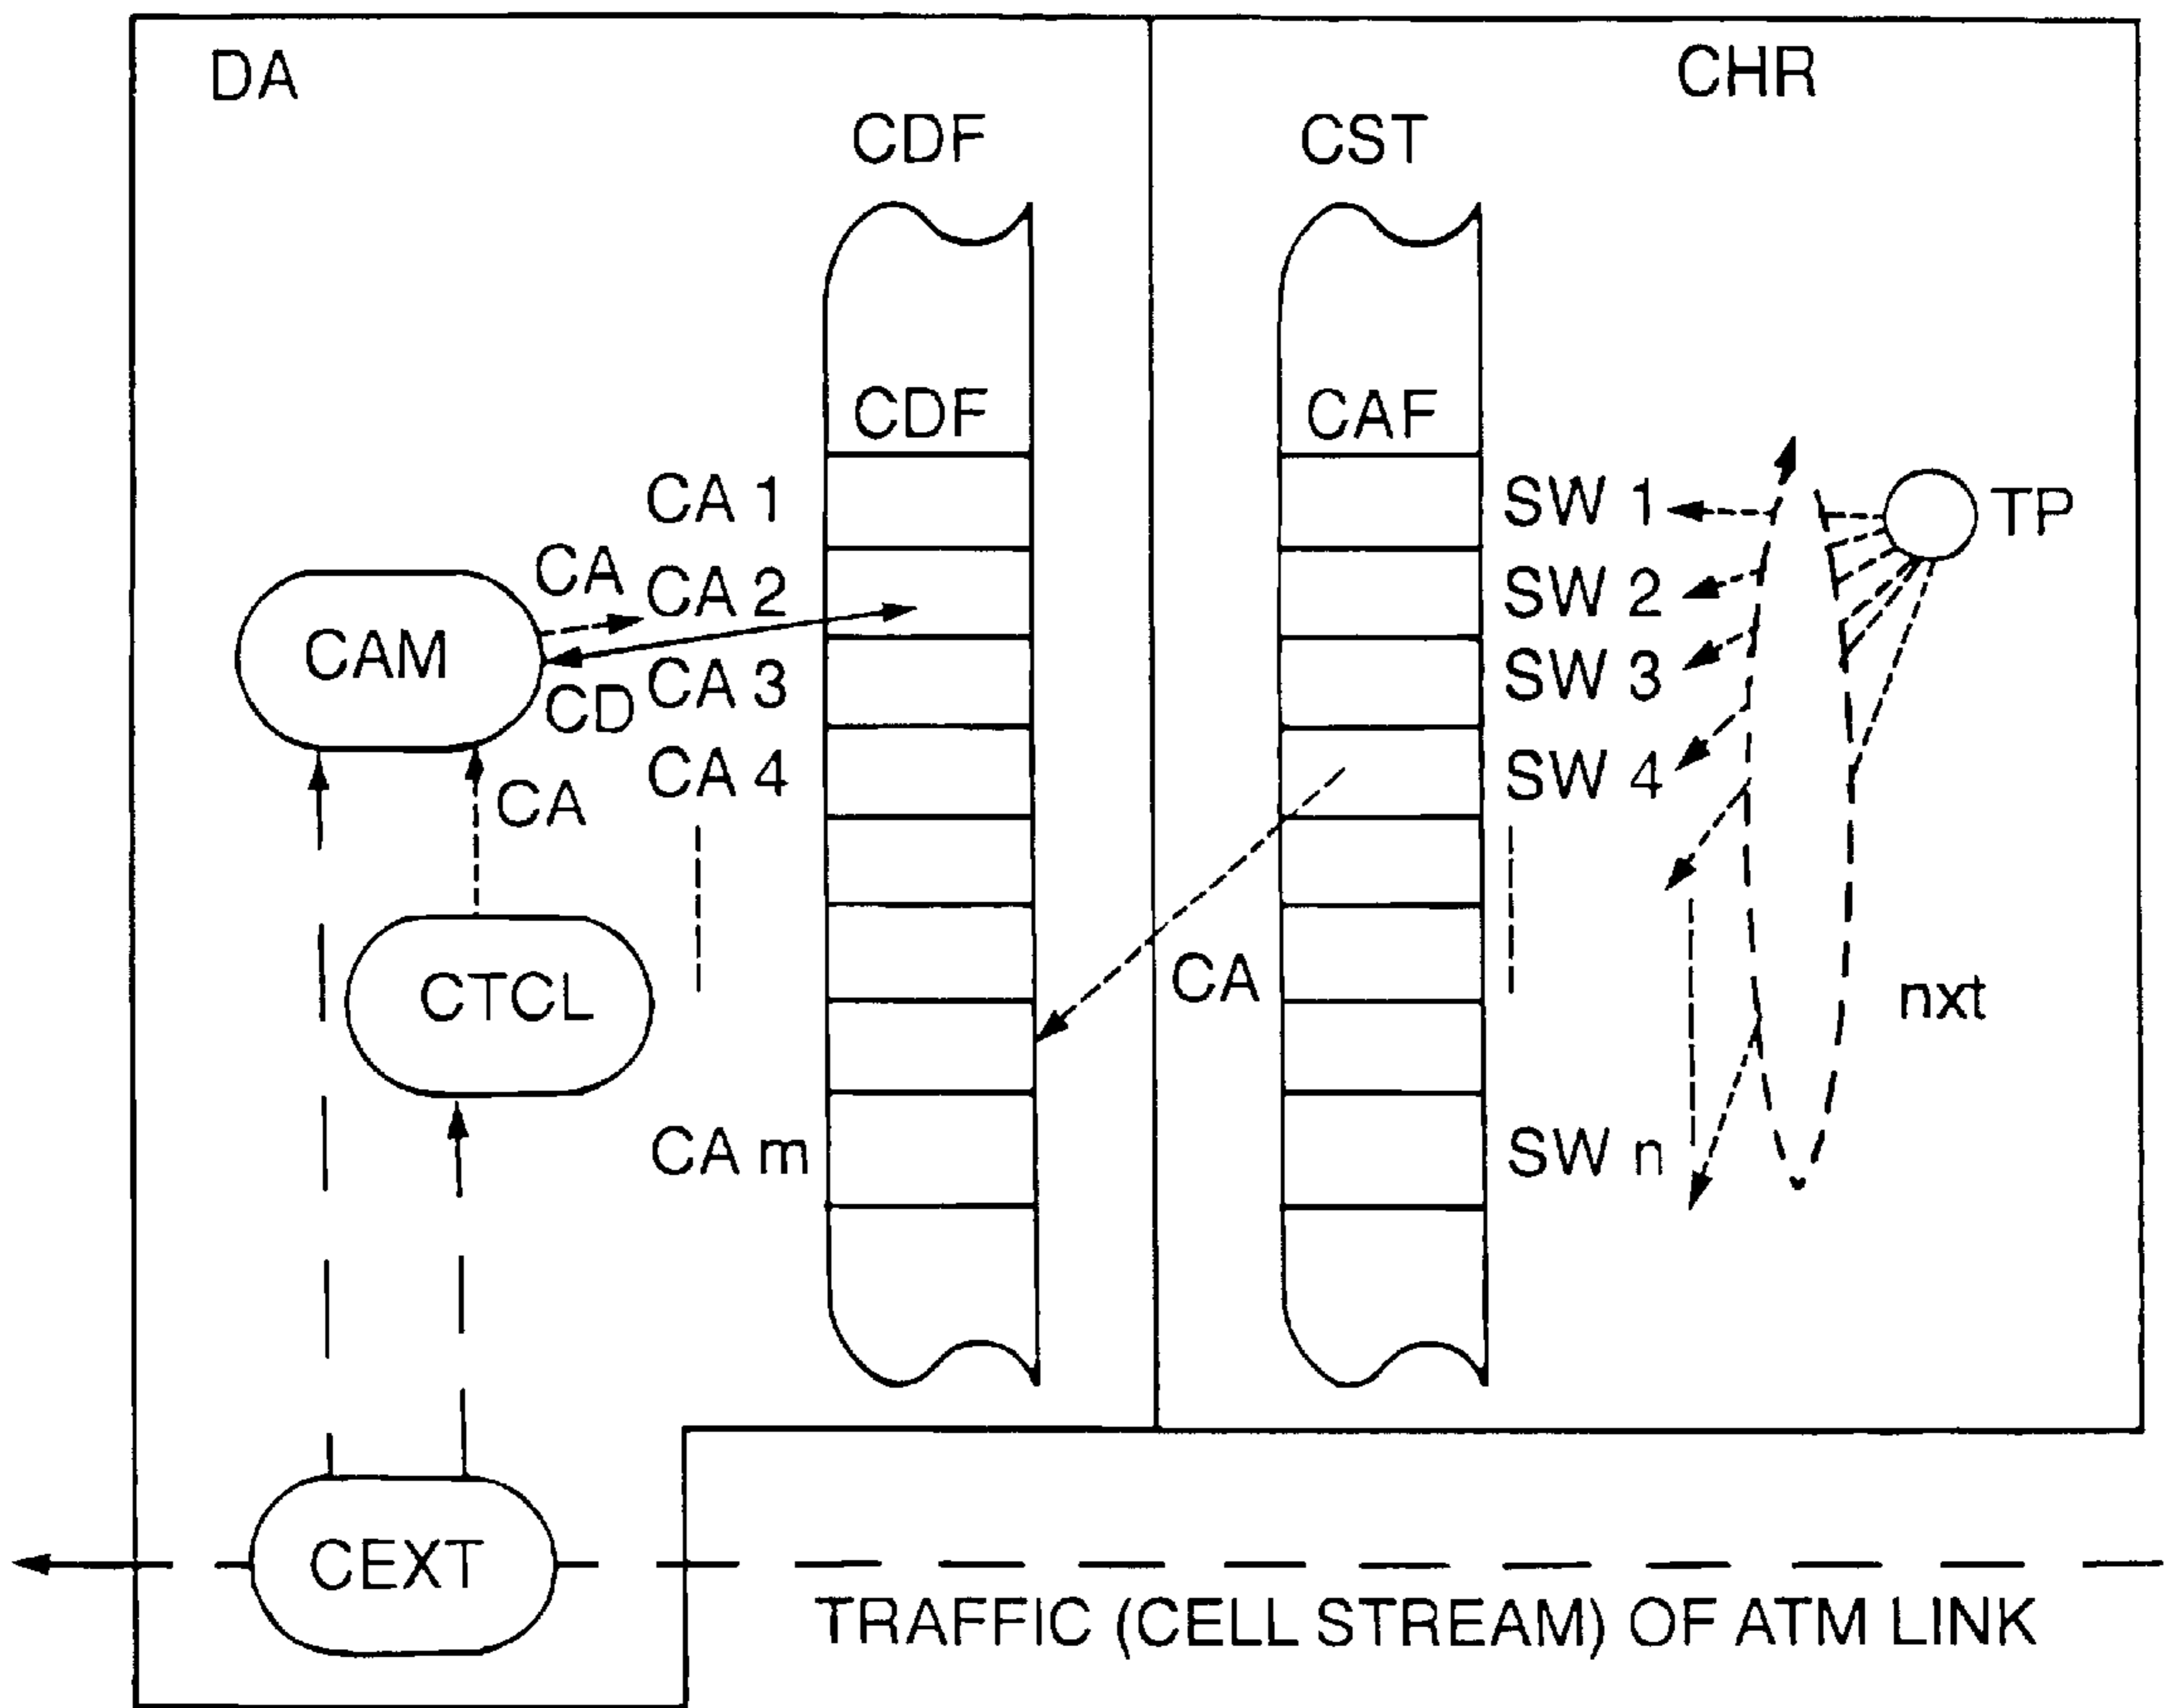 DA
CHR
CDF
CST
CDF
CAF
CA 1
SW 1
TP
CA
CA 2
SW 2
CAM
CD
CA 3
SW 3
CA
CA 4
SW 4
CA
CTCL
nxt
CA m
SW n
CEXT
TRAFFIC (CELL STREAM) OF ATM LINK